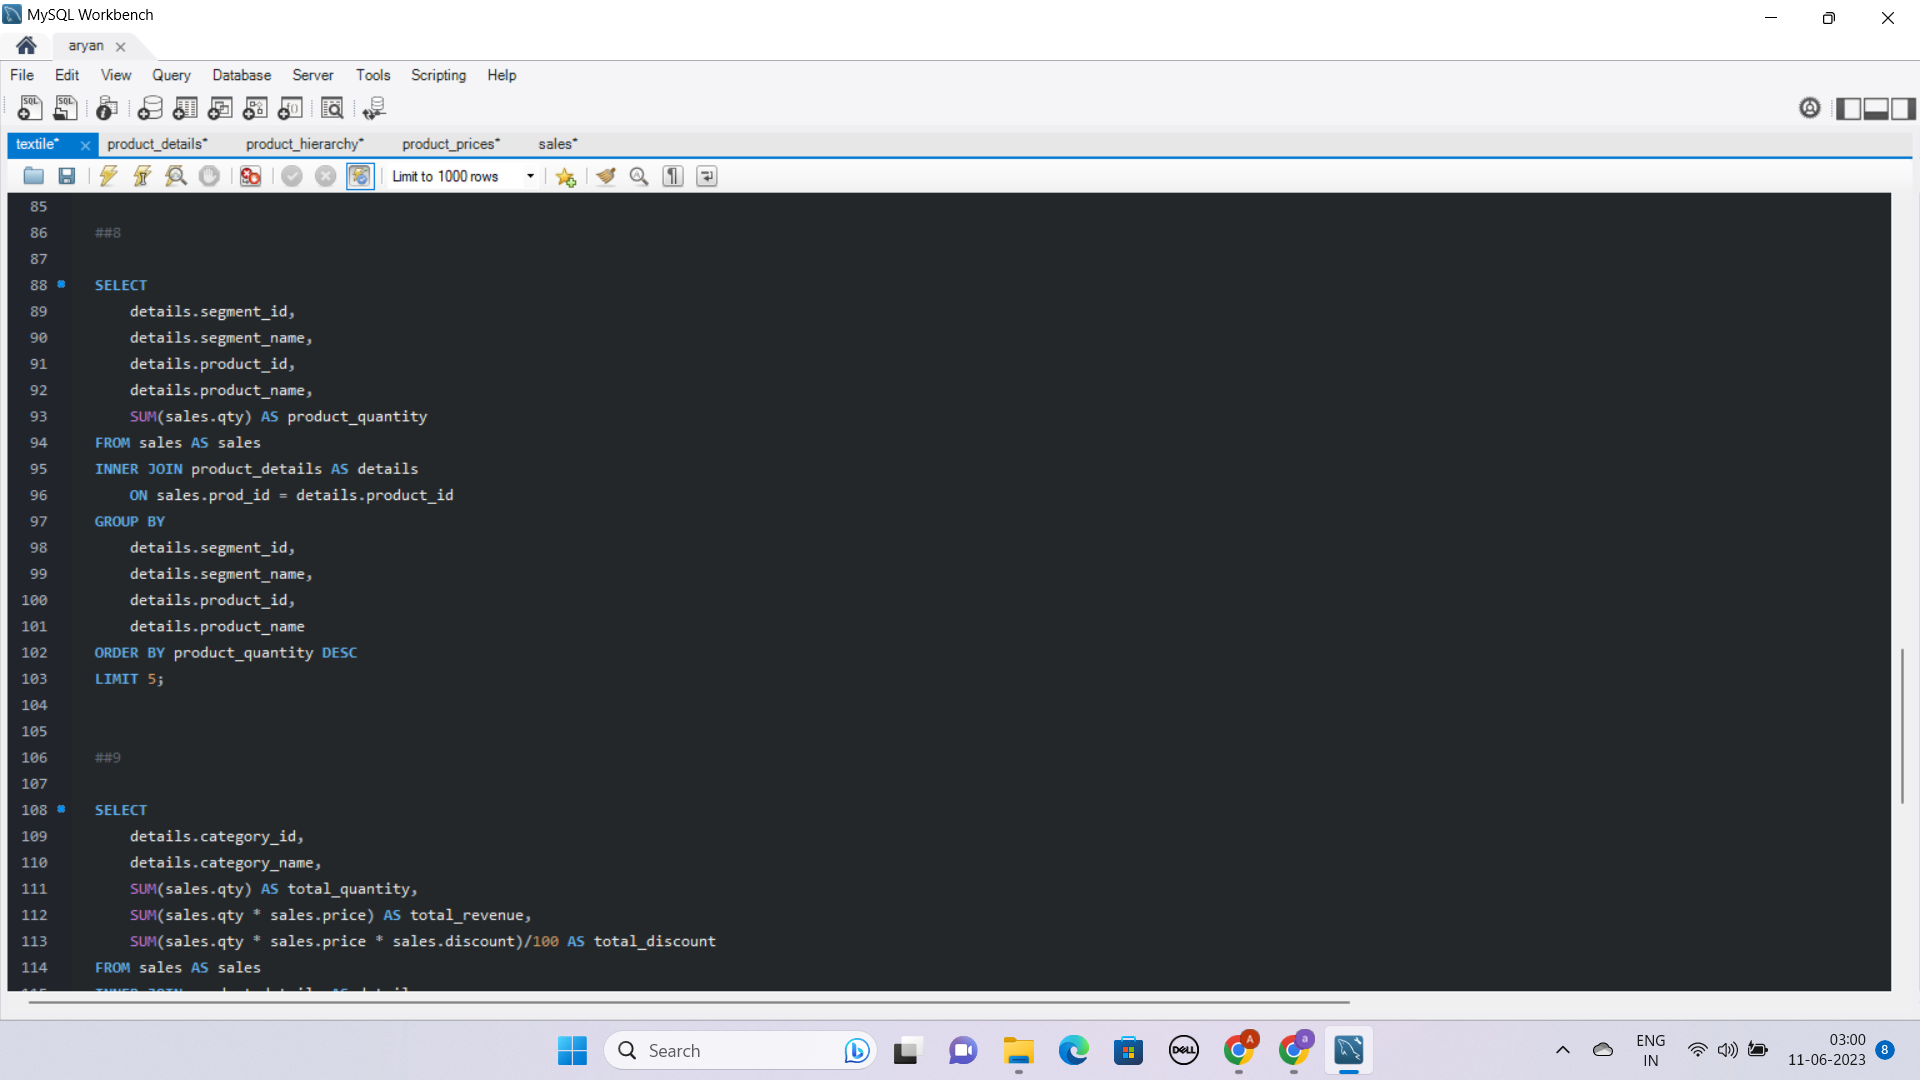 MySQL Workbench
aryan
File Edit View Query Database Server Tools Scripting Help
textile* product_details* product_hierarchy* product_prices* sales*
Limit to 1000 rows
85
86 ##8
87
88 SELECT
89 details.segment_id,
90 details.segment_name,
91 details.product_id,
92 details.product_name,
93 SUM(sales.qty) AS product_quantity
94 FROM sales AS sales
95 INNER JOIN product_details AS details
96 ON sales.prod_id = details.product_id
97 GROUP BY
98 details.segment_id,
99 details.segment_name,
100 details.product_id,
101 details.product_name
102 ORDER BY product_quantity DESC
103 LIMIT 5;
104
105
106 ##9
107
108 SELECT
109 details.category_id,
110 details.category_name,
111 SUM(sales.qty) AS total_quantity,
112 SUM(sales.qty * sales.price) AS total_revenue,
113 SUM(sales.qty * sales.price * sales.discount)/100 AS total_discount
114 FROM sales AS sales
115 INNER JOIN product_details AS details
Search
DELL
A
a
ENG
IN
03:00
11-06-2023
8